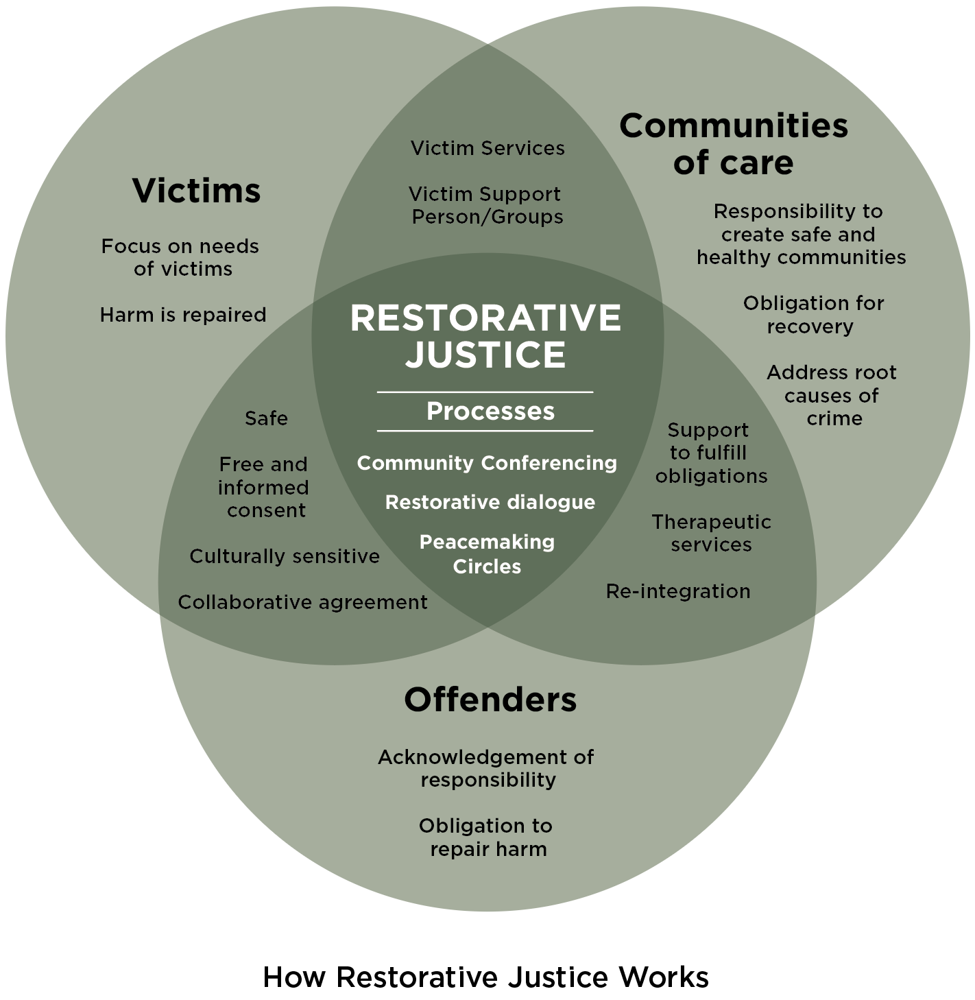 Victims
Focus on needs
of victims
Harm is repaired
Victim Services
Victim Support
Person/Groups
Communities
of care
Responsibility to
create safe and
healthy communities
Obligation for
recovery
Address root
causes of
crime
RESTORATIVE
JUSTICE
Processes
Community Conferencing
Restorative dialogue
Peacemaking
Circles
Safe
Free and
informed
consent
Culturally sensitive
Collaborative agreement
Support
to fulfill
obligations
Therapeutic
services
Re-integration
Offenders
Acknowledgement of
responsibility
Obligation to
repair harm
How Restorative Justice Works